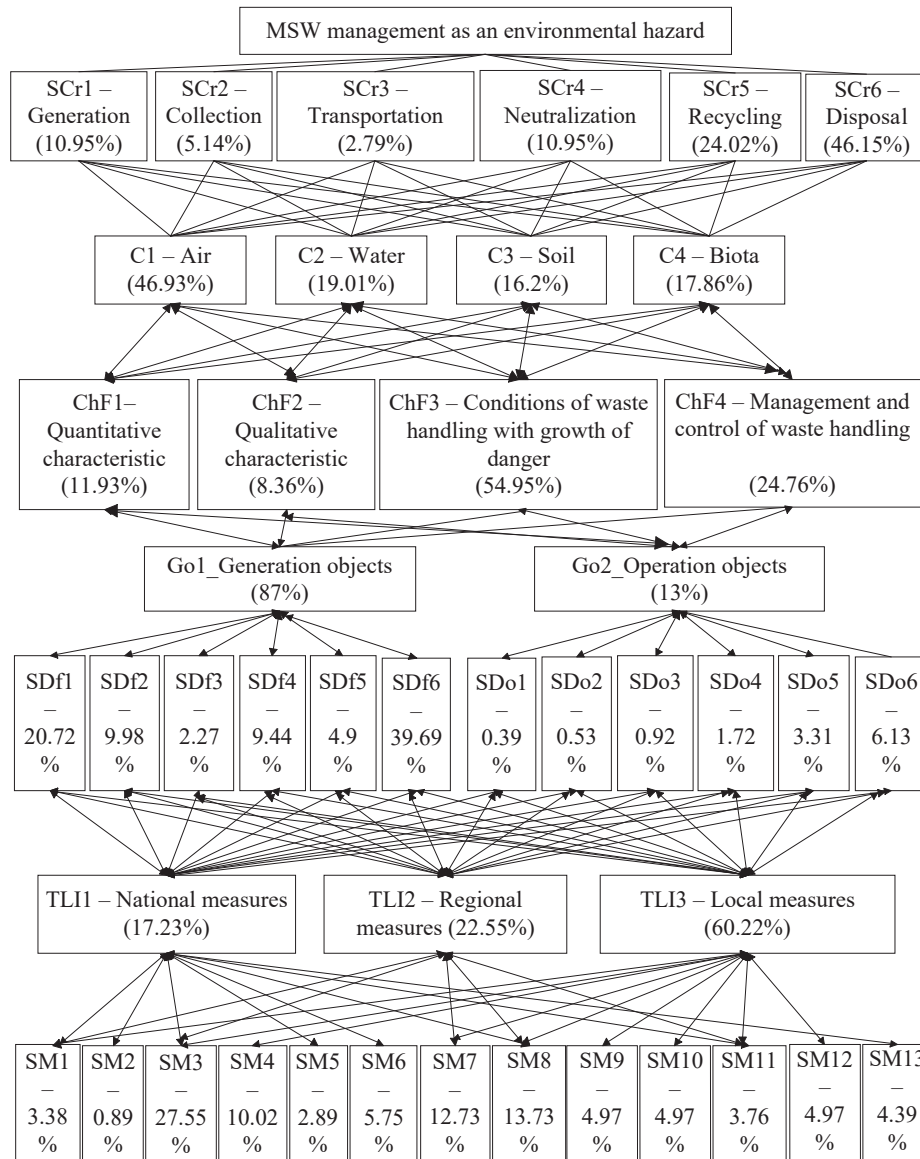 MSW management as an environmental hazard
SCr1 –
Generation
(10.95%)
SCr2 –
Collection
(5.14%)
SCr3 –
Transportation
(2.79%)
SCr4 –
Neutralization
(10.95%)
SCr5 –
Recycling
(24.02%)
SCr6 –
Disposal
(46.15%)
C1 – Air
(46.93%)
C2 – Water
(19.01%)
C3 – Soil
(16.2%)
C4 – Biota
(17.86%)
ChF1–
Quantitative
characteristic
(11.93%)
ChF2 –
Qualitative
characteristic
(8.36%)
ChF3 – Conditions of waste
handling with growth of
danger
(54.95%)
ChF4 – Management and
control of waste handling
(24.76%)
Go1_Generation objects
(87%)
Go2_Operation objects
(13%)
SDf1
–
20.72
%
SDf2
–
9.98
%
SDf3
–
2.27
%
SDf4
–
9.44
%
SDf5
–
4.9
%
SDf6
–
39.69
%
SDo1
–
0.39
%
SDo2
–
0.53
%
SDo3
–
0.92
%
SDo4
–
1.72
%
SDo5
–
3.31
%
SDo6
–
6.13
%
TLI1 – National measures
(17.23%)
TLI2 – Regional
measures (22.55%)
TLI3 – Local measures
(60.22%)
SM1
–
3.38
%
SM2
–
0.89
%
SM3
–
27.55
%
SM4
–
10.02
%
SM5
–
2.89
%
SM6
–
5.75
%
SM7
–
12.73
%
SM8
–
13.73
%
SM9
–
4.97
%
SM10
–
4.97
%
SM11
–
3.76
%
SM12
–
4.97
%
SM13
–
4.39
%